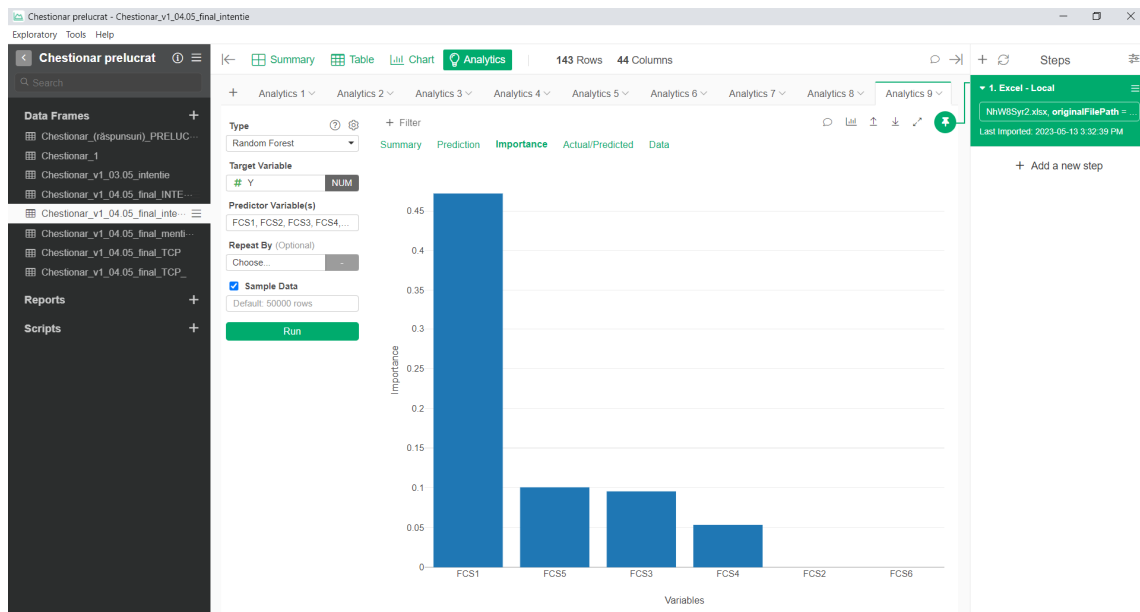 Chestionar prelucrat - Chestionar_v1_04.05_final_intentie
Exploratory Tools Help
Chestionar prelucrat
Search
Data Frames
Chestionar_(răspunsuri)_PRELUC···
Chestionar_1
Chestionar_v1_03.05_intentie
Chestionar_v1_04.05_final_INTE···
Chestionar_v1_04.05_final_inte···
Chestionar_v1_04.05_final_menti···
Chestionar_v1_04.05_final_TCP
Chestionar_v1_04.05_final_TCP_
Reports
Scripts
Summary Table Chart Analytics 143 Rows 44 Columns
Analytics 1 Analytics 2 Analytics 3 Analytics 4 Analytics 5 Analytics 6 Analytics 7 Analytics 8 Analytics 9
Type
Random Forest
Target Variable
# Y NUM
Predictor Variable(s)
FCS1, FCS2, FCS3, FCS4,...
Repeat By (Optional)
Choose... -
Sample Data
Default: 50000 rows
Run
+ Filter
Summary Prediction Importance Actual/Predicted Data
0.45
0.4
0.35
0.3
0.25
0.2
0.15
0.1
0.05
0
Importance
FCS1 FCS5 FCS3 FCS4 FCS2 FCS6
Variables
Steps
1. Excel - Local
NhW8Syr2.xlsx, originalFilePath = ...
Last Imported: 2023-05-13 3:32:39 PM
+ Add a new step